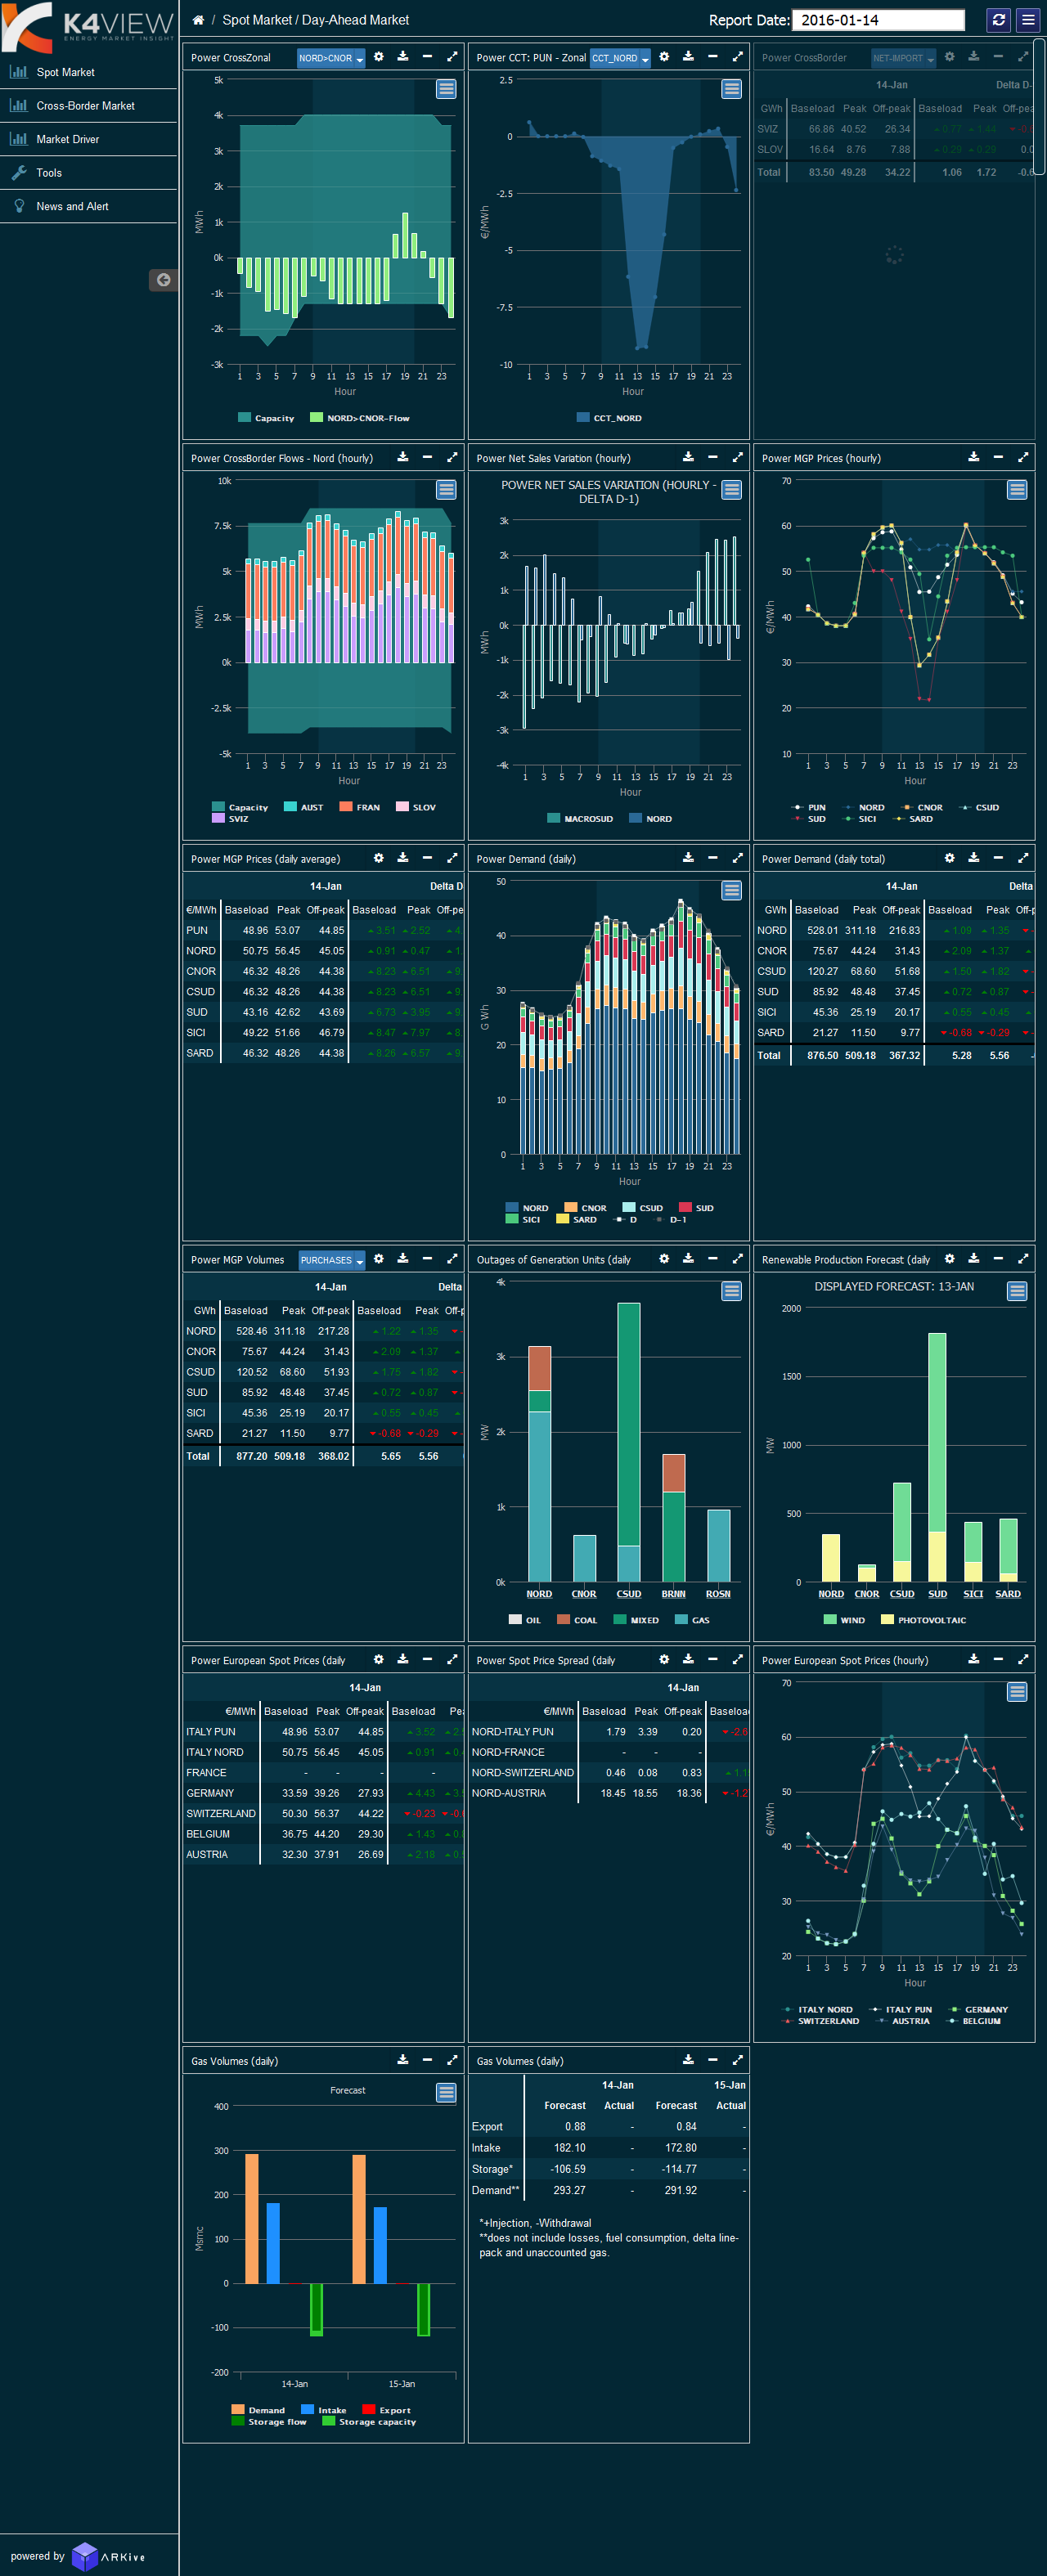 K4VIEW
ENERGY MARKET INSIGHT
/ Spot Market / Day-Ahead Market
Report Date: 2016-01-14
Spot Market
Cross-Border Market
Market Driver
Tools
News and Alert
Power CrossZonal NORD>CNOR
5k
4k
3k
2k
1k
0k
-1k
-2k
-3k
MWh
1 3 5 7 9 11 13 15 17 19 21 23
Hour
Capacity NORD>CNOR-Flow
Power CCT: PUN - Zonal CCT_NORD
2.5
0
-2.5
-5
-7.5
-10
€/MWh
1 3 5 7 9 11 13 15 17 19 21 23
Hour
CCT_NORD
Power CrossBorder NET-IMPORT
14-Jan Delta D-
GWh Baseload Peak Off-peak Baseload Peak Off-pea
SVIZ 66.86 40.52 26.34 0.77 1.44
SLOV 16.64 8.76 7.88 0.29 0.29 0.0
Total 83.50 49.28 34.22 1.06 1.72 -0.6
Power CrossBorder Flows - Nord (hourly)
10k
7.5k
5k
2.5k
0k
-2.5k
-5k
MWh
1 3 5 7 9 11 13 15 17 19 21 23
Hour
Capacity AUST FRAN SLOV
SVIZ
Power Net Sales Variation (hourly)
POWER NET SALES VARIATION (HOURLY -
DELTA D-1)
3k
2k
1k
0k
-1k
-2k
-3k
-4k
MWh
1 3 5 7 9 11 13 15 17 19 21 23
Hour
MACROSUD NORD
Power MGP Prices (hourly)
70
60
50
40
30
20
10
€/MWh
1 3 5 7 9 11 13 15 17 19 21 23
Hour
PUN NORD CNOR CSUD
SUD SICI SARD
Power MGP Prices (daily average)
14-Jan Delta D
€/MWh Baseload Peak Off-peak Baseload Peak Off-pe
PUN 48.96 53.07 44.85 3.51 2.52 4.
NORD 50.75 56.45 45.05 0.91 0.47 1.
CNOR 46.32 48.26 44.38 8.23 6.51 9.
CSUD 46.32 48.26 44.38 8.23 6.51 9.
SUD 43.16 42.62 43.69 6.73 3.95 9.
SICI 49.22 51.66 46.79 8.47 7.97 8.
SARD 46.32 48.26 44.38 8.26 6.57 9.
Power Demand (daily)
50
40
30
20
10
0
G Wh
1 3 5 7 9 11 13 15 17 19 21 23
Hour
NORD CNOR CSUD SUD
SICI SARD D D-1
Power Demand (daily total)
14-Jan Delta
GWh Baseload Peak Off-peak Baseload Peak Off-p
NORD 528.01 311.18 216.83 1.09 1.35 -
CNOR 75.67 44.24 31.43 2.09 1.37
CSUD 120.27 68.60 51.68 1.50 1.82 -
SUD 85.92 48.48 37.45 0.72 0.87 -
SICI 45.36 25.19 20.17 0.55 0.45
SARD 21.27 11.50 9.77 -0.68 -0.29 -
Total 876.50 509.18 367.32 5.28 5.56 -
Power MGP Volumes PURCHASES
14-Jan Delta
GWh Baseload Peak Off-peak Baseload Peak Off-p
NORD 528.46 311.18 217.28 1.22 1.35 -
CNOR 75.67 44.24 31.43 2.09 1.37
CSUD 120.52 68.60 51.93 1.75 1.82 -
SUD 85.92 48.48 37.45 0.72 0.87 -
SICI 45.36 25.19 20.17 0.55 0.45
SARD 21.27 11.50 9.77 -0.68 -0.29 -
Total 877.20 509.18 368.02 5.65 5.56
Outages of Generation Units (daily
4k
3k
2k
1k
0k
MW
NORD CNOR CSUD BRNN ROSN
OIL COAL MIXED GAS
Renewable Production Forecast (daily
DISPLAYED FORECAST: 13-JAN
2000
1500
1000
500
0
MW
NORD CNOR CSUD SUD SICI SARD
WIND PHOTOVOLTAIC
Power European Spot Prices (daily
14-Jan
€/MWh Baseload Peak Off-peak Baseload Pea
ITALY PUN 48.96 53.07 44.85 3.52 2.
ITALY NORD 50.75 56.45 45.05 0.91 0.
FRANCE - - - -
GERMANY 33.59 39.26 27.93 4.43 3.
SWITZERLAND 50.30 56.37 44.22 -0.23 -0.
BELGIUM 36.75 44.20 29.30 1.43 0.
AUSTRIA 32.30 37.91 26.69 2.18 0.
Power Spot Price Spread (daily
14-Jan
€/MWh Baseload Peak Off-peak Baseloa
NORD-ITALY PUN 1.79 3.39 0.20 -2.6
NORD-FRANCE - - -
NORD-SWITZERLAND 0.46 0.08 0.83 1.1
NORD-AUSTRIA 18.45 18.55 18.36 -1.2
Power European Spot Prices (hourly)
70
60
50
40
30
20
€/MWh
1 3 5 7 9 11 13 15 17 19 21 23
Hour
ITALY NORD ITALY PUN GERMANY
SWITZERLAND AUSTRIA BELGIUM
Gas Volumes (daily)
Forecast
400
300
200
100
0
-100
-200
Msmc
14-Jan 15-Jan
Demand Intake Export
Storage flow Storage capacity
Gas Volumes (daily)
14-Jan 15-Jan
Forecast Actual Forecast Actual
Export 0.88 - 0.84 -
Intake 182.10 - 172.80 -
Storage* -106.59 - -114.77 -
Demand** 293.27 - 291.92 -
*+Injection, -Withdrawal
**does not include losses, fuel consumption, delta line-
pack and unaccounted gas.
powered by ARKive